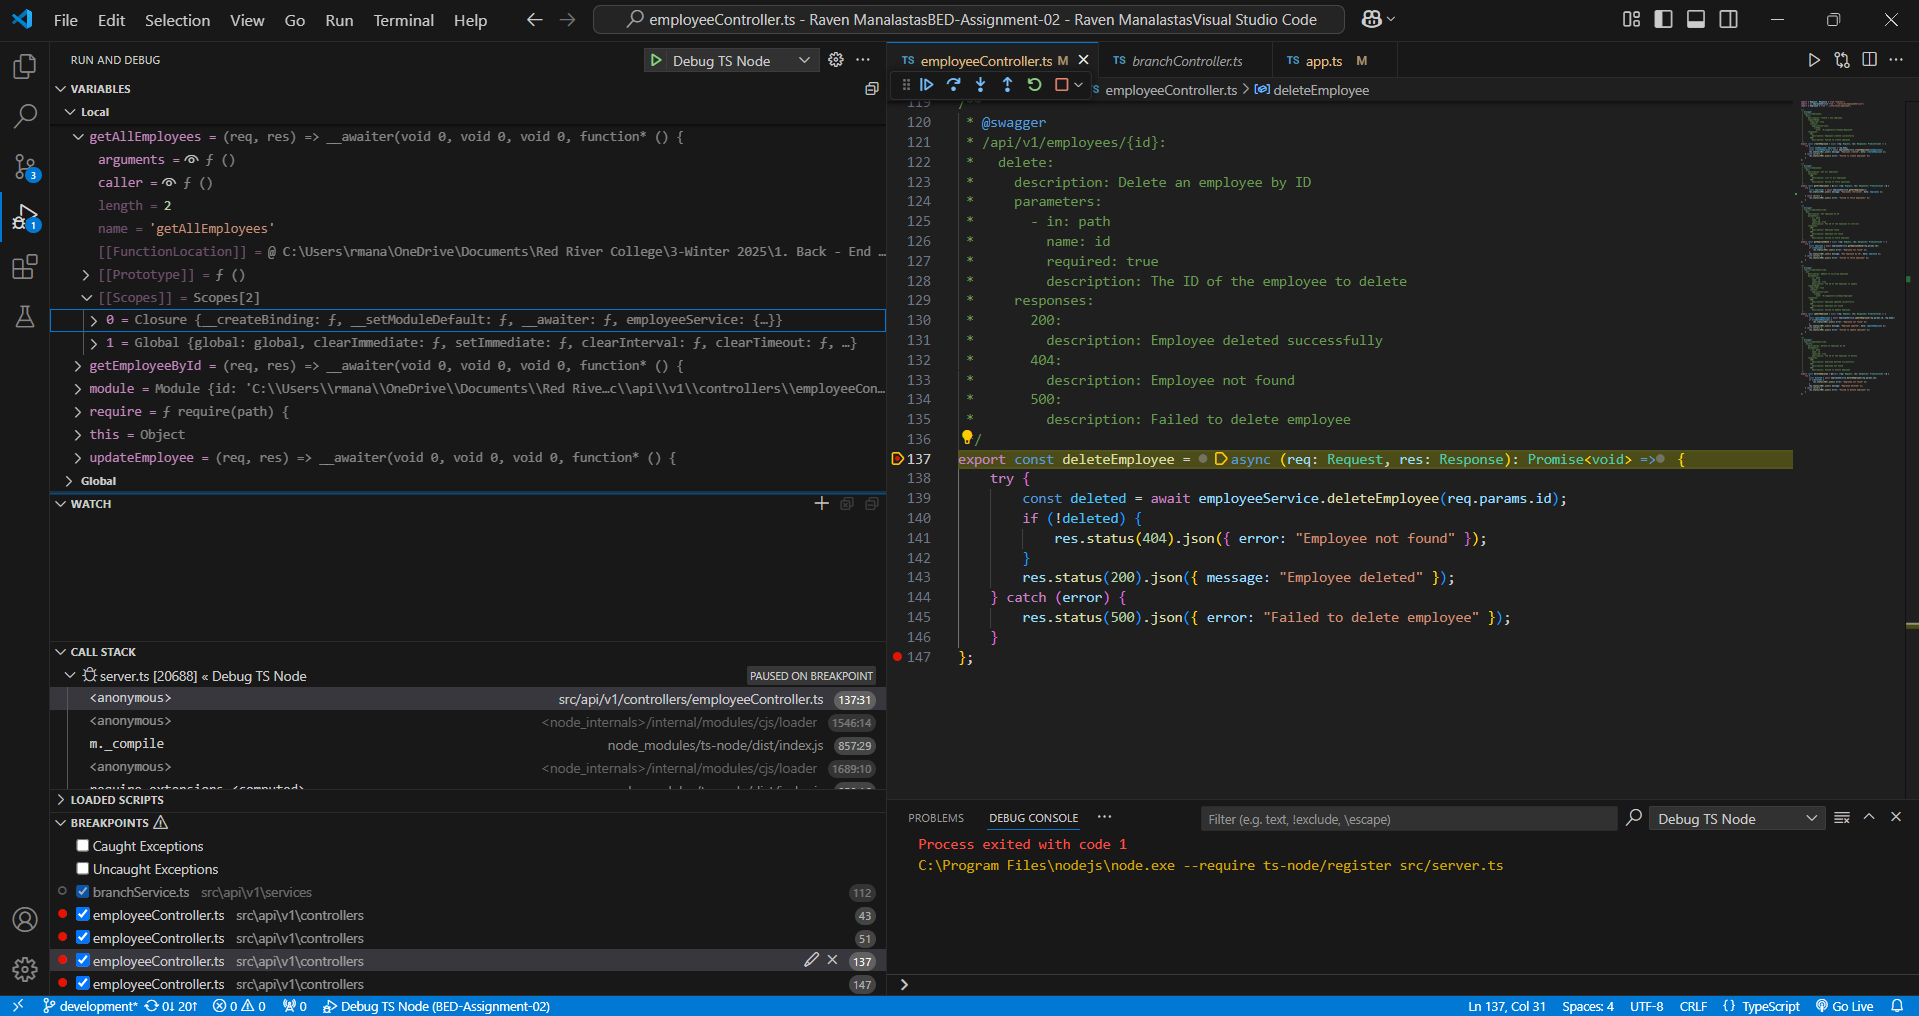 File Edit Selection View Go Run Terminal Help
employeeController.ts - Raven ManalastasBED-Assignment-02 - Raven ManalastasVisual Studio Code
RUN AND DEBUG
Debug TS Node
VARIABLES
Local
getAllEmployees = (req, res) => __awaiter(void 0, void 0, void 0, function* () {
arguments = ƒ ()
caller = ƒ ()
length = 2
name = 'getAllEmployees'
[[FunctionLocation]] = @ C:\Users\rmana\OneDrive\Documents\Red River College\3-Winter 2025\1. Back - End …
[[Prototype]] = ƒ ()
[[Scopes]] = Scopes[2]
0 = Closure {__createBinding: ƒ, __setModuleDefault: ƒ, __awaiter: ƒ, employeeService: {…}}
1 = Global {global: global, clearImmediate: ƒ, setImmediate: ƒ, clearInterval: ƒ, clearTimeout: ƒ, …}
getEmployeeById = (req, res) => __awaiter(void 0, void 0, void 0, function* () {
module = Module {id: 'C:\\Users\\rmana\\OneDrive\\Documents\\Red Rive…c\\api\\v1\\controllers\\employeeCon…
require = ƒ require(path) {
this = Object
updateEmployee = (req, res) => __awaiter(void 0, void 0, void 0, function* () {
Global
WATCH
CALL STACK
server.ts [20688] « Debug TS Node PAUSED ON BREAKPOINT
<anonymous> src/api/v1/controllers/employeeController.ts 137:31
<anonymous> <node_internals>/internal/modules/cjs/loader 1546:14
m._compile node_modules/ts-node/dist/index.js 857:29
<anonymous> <node_internals>/internal/modules/cjs/loader 1689:10
LOADED SCRIPTS
BREAKPOINTS
Caught Exceptions
Uncaught Exceptions
branchService.ts src\api\v1\services 112
employeeController.ts src\api\v1\controllers 43
employeeController.ts src\api\v1\controllers 51
employeeController.ts src\api\v1\controllers 137
employeeController.ts src\api\v1\controllers 147
TS employeeController.ts M
TS branchController.ts
TS app.ts M
employeeController.ts > deleteEmployee
119 /
120 * @swagger
121 * /api/v1/employees/{id}:
122 * delete:
123 * description: Delete an employee by ID
124 * parameters:
125 * - in: path
126 * name: id
127 * required: true
128 * description: The ID of the employee to delete
129 * responses:
130 * 200:
131 * description: Employee deleted successfully
132 * 404:
133 * description: Employee not found
134 * 500:
135 * description: Failed to delete employee
136 /
137 export const deleteEmployee = async (req: Request, res: Response): Promise<void> => {
138 try {
139 const deleted = await employeeService.deleteEmployee(req.params.id);
140 if (!deleted) {
141 res.status(404).json({ error: "Employee not found" });
142 }
143 res.status(200).json({ message: "Employee deleted" });
144 } catch (error) {
145 res.status(500).json({ error: "Failed to delete employee" });
146 }
147 };
PROBLEMS DEBUG CONSOLE
Filter (e.g. text, !exclude, \escape)
Debug TS Node
Process exited with code 1
C:\Program Files\nodejs\node.exe --require ts-node/register src/server.ts
3
1
development* 0↓ 20↑ 0 0 0 Debug TS Node (BED-Assignment-02)
Ln 137, Col 31 Spaces: 4 UTF-8 CRLF {} TypeScript Go Live